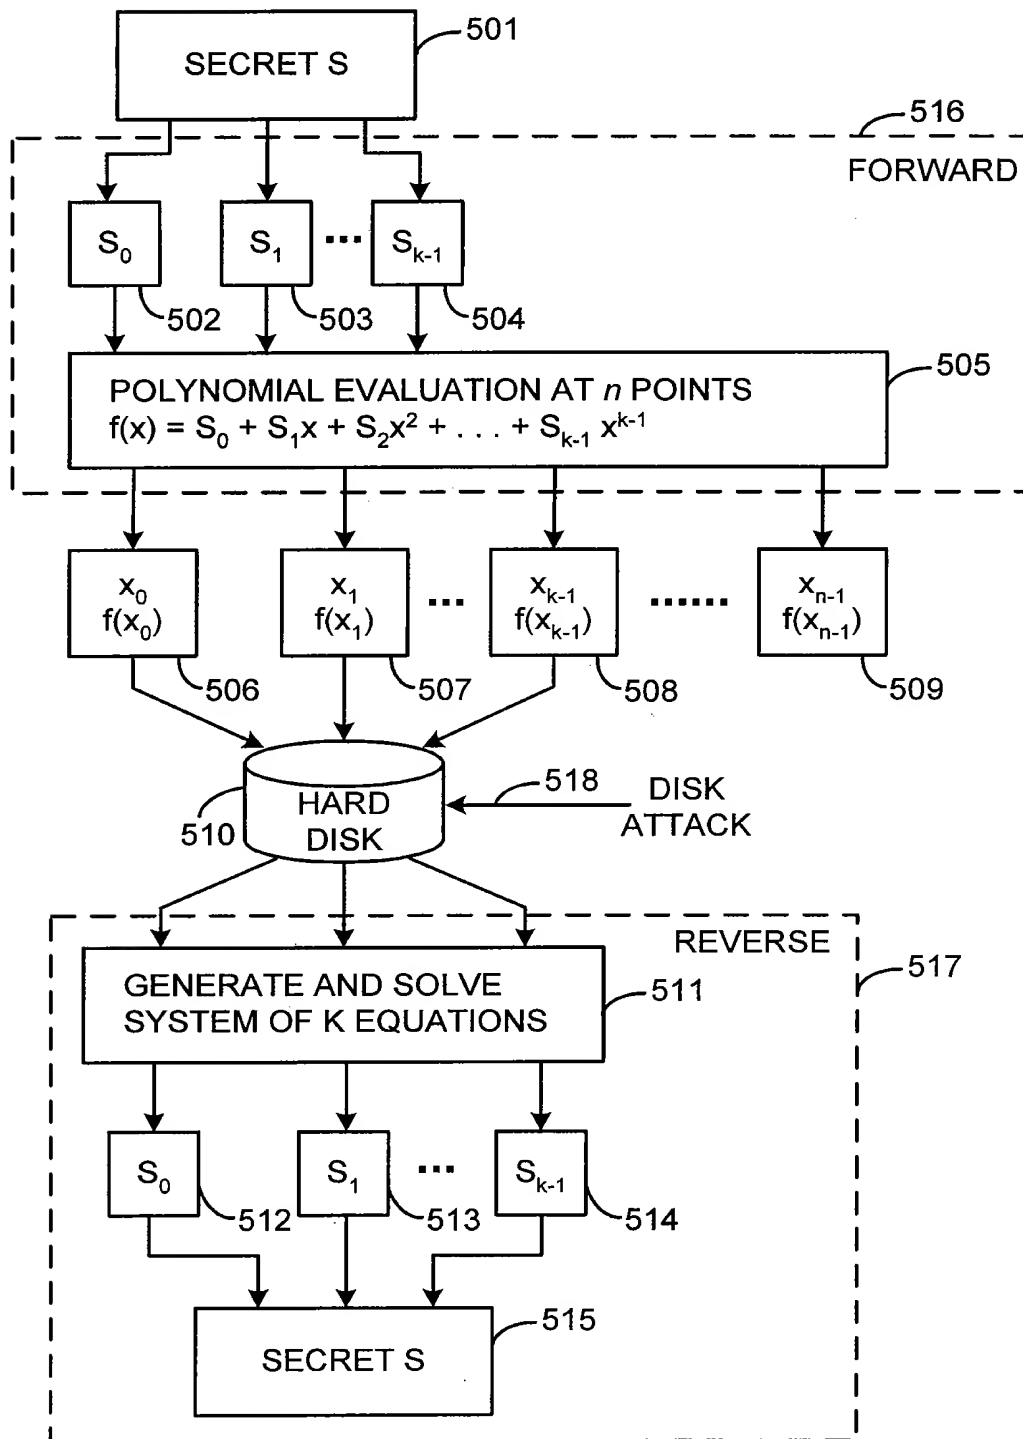 SECRET S
501
516
FORWARD
S₀
S₁
...
Sₖ₋₁
502
503
504
POLYNOMIAL EVALUATION AT n POINTS
f(x) = S₀ + S₁x + S₂x² + . . . + Sₖ₋₁ xᵏ⁻¹
505
x₀
f(x₀)
x₁
f(x₁)
...
xₖ₋₁
f(xₖ₋₁)
......
xₙ₋₁
f(xₙ₋₁)
506
507
508
509
510
HARD
DISK
518
DISK
ATTACK
REVERSE
517
GENERATE AND SOLVE
SYSTEM OF K EQUATIONS
511
S₀
S₁
...
Sₖ₋₁
512
513
514
SECRET S
515